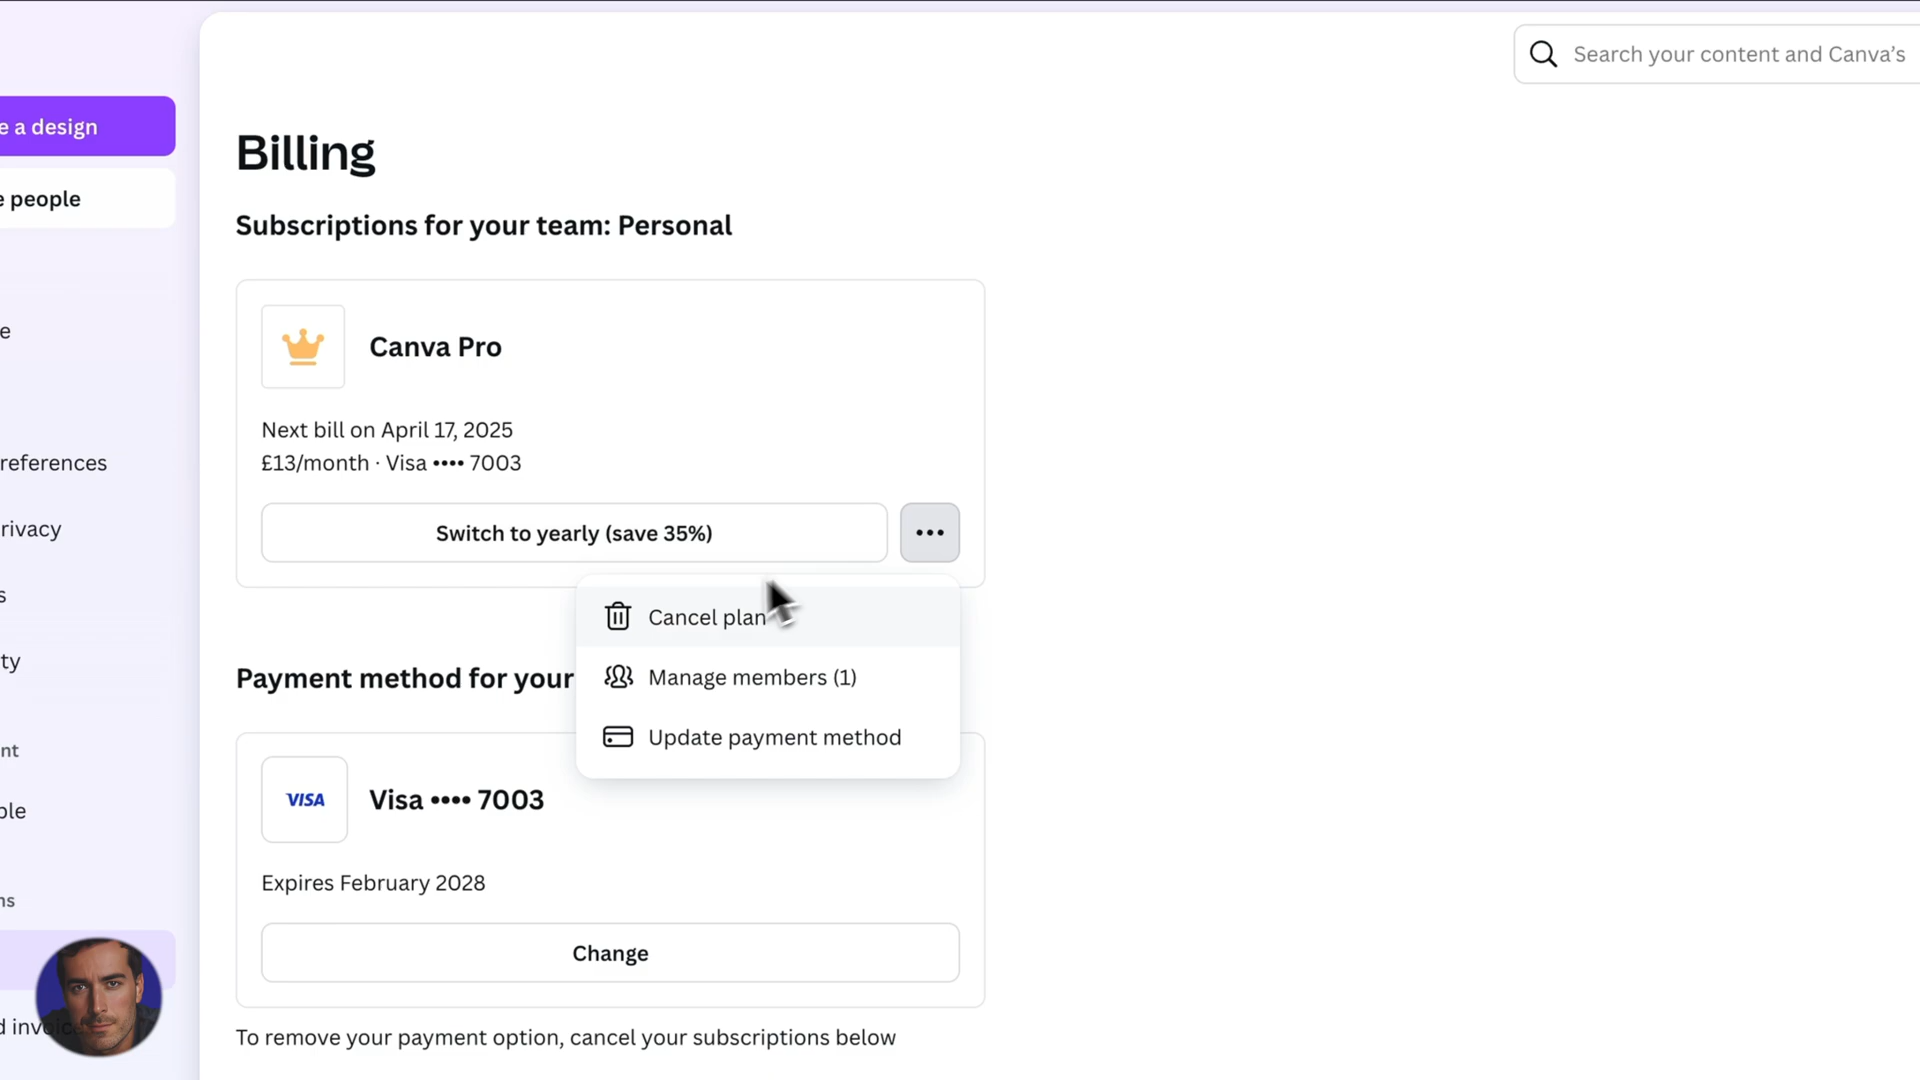 Search your content and Canva's
e a design
e people
e
references
rivacy
s
ty
nt
ple
ns
d invoic
Billing
Subscriptions for your team: Personal
Canva Pro
Next bill on April 17, 2025
£13/month · Visa •••• 7003
Switch to yearly (save 35%)
Cancel plan
Manage members (1)
Update payment method
Payment method for your
VISA
Visa •••• 7003
Expires February 2028
Change
To remove your payment option, cancel your subscriptions below